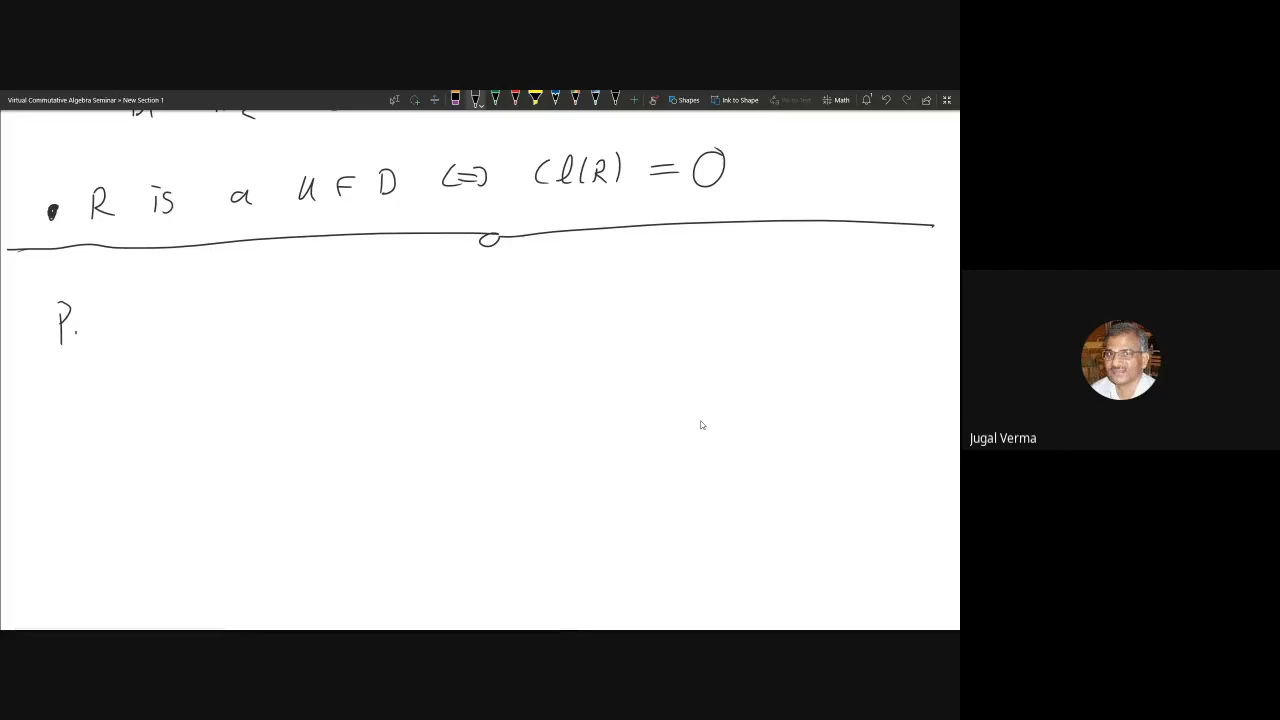 Virtual Commutative Algebra Seminar > New Section 1
Shapes Ink to Shape Math
• R is a UFD ⇔ Cl(R) = 0
P.
Jugal Verma